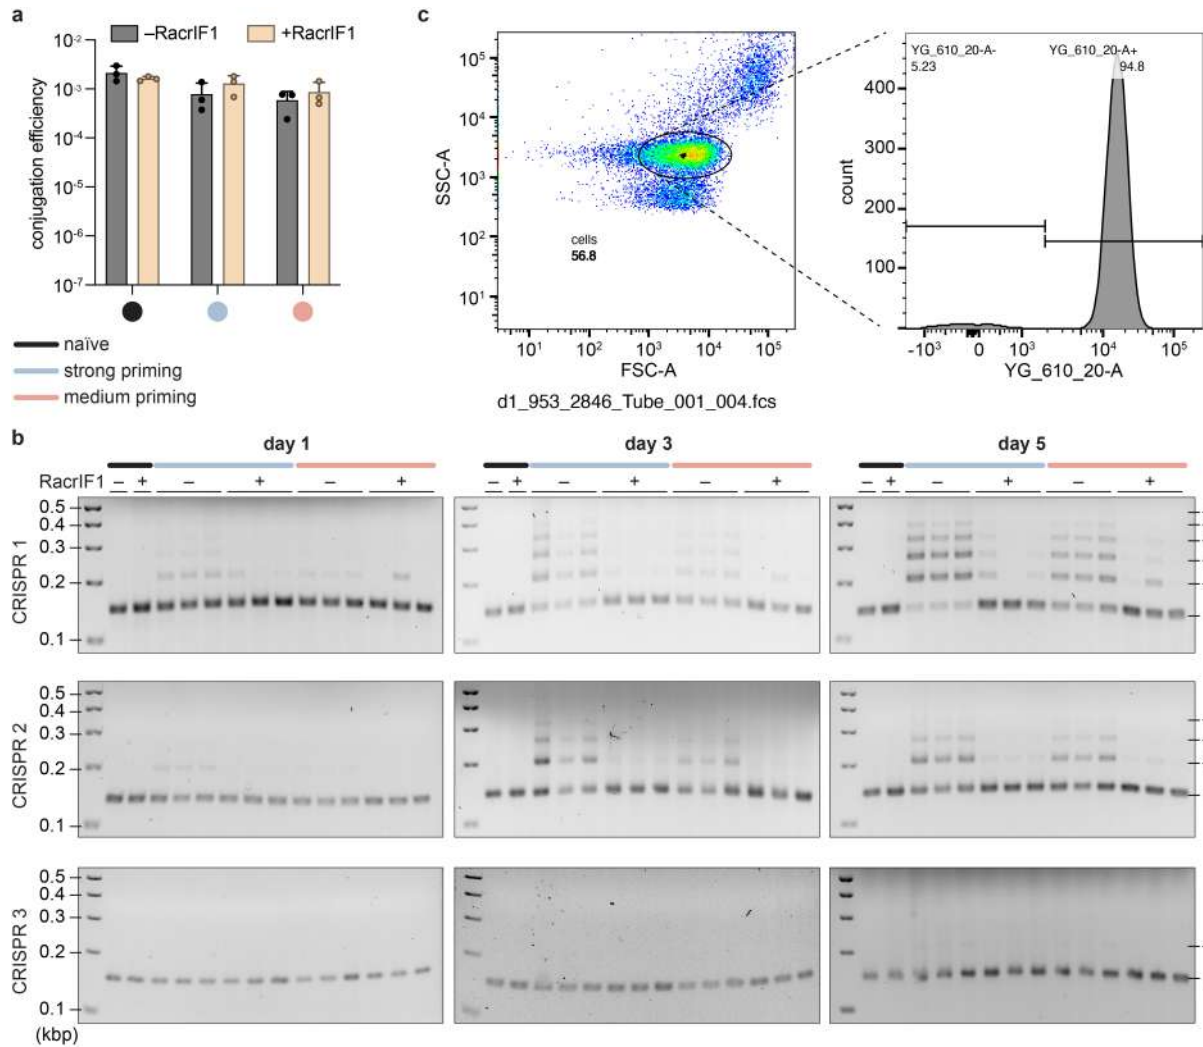 a
–RacrIF1
+RacrIF1
conjugation efficiency
10-2
10-3
10-4
10-5
10-6
10-7
naïve
strong priming
medium priming
c
SSC-A
105
104
103
102
101
cells
56.8
101
102
103
104
105
FSC-A
d1_953_2846_Tube_001_004.fcs
YG_610_20-A-
5.23
YG_610_20-A+
94.8
count
400
300
200
100
-103
0
103
104
105
YG_610_20-A
b
day 1
day 3
day 5
RacrIF1 – + – + – +
– + – + – +
– + – + – +
CRISPR 1
0.5
0.4
0.3
0.2
0.1
CRISPR 2
0.5
0.4
0.3
0.2
0.1
CRISPR 3
0.5
0.4
0.3
0.2
0.1
(kbp)